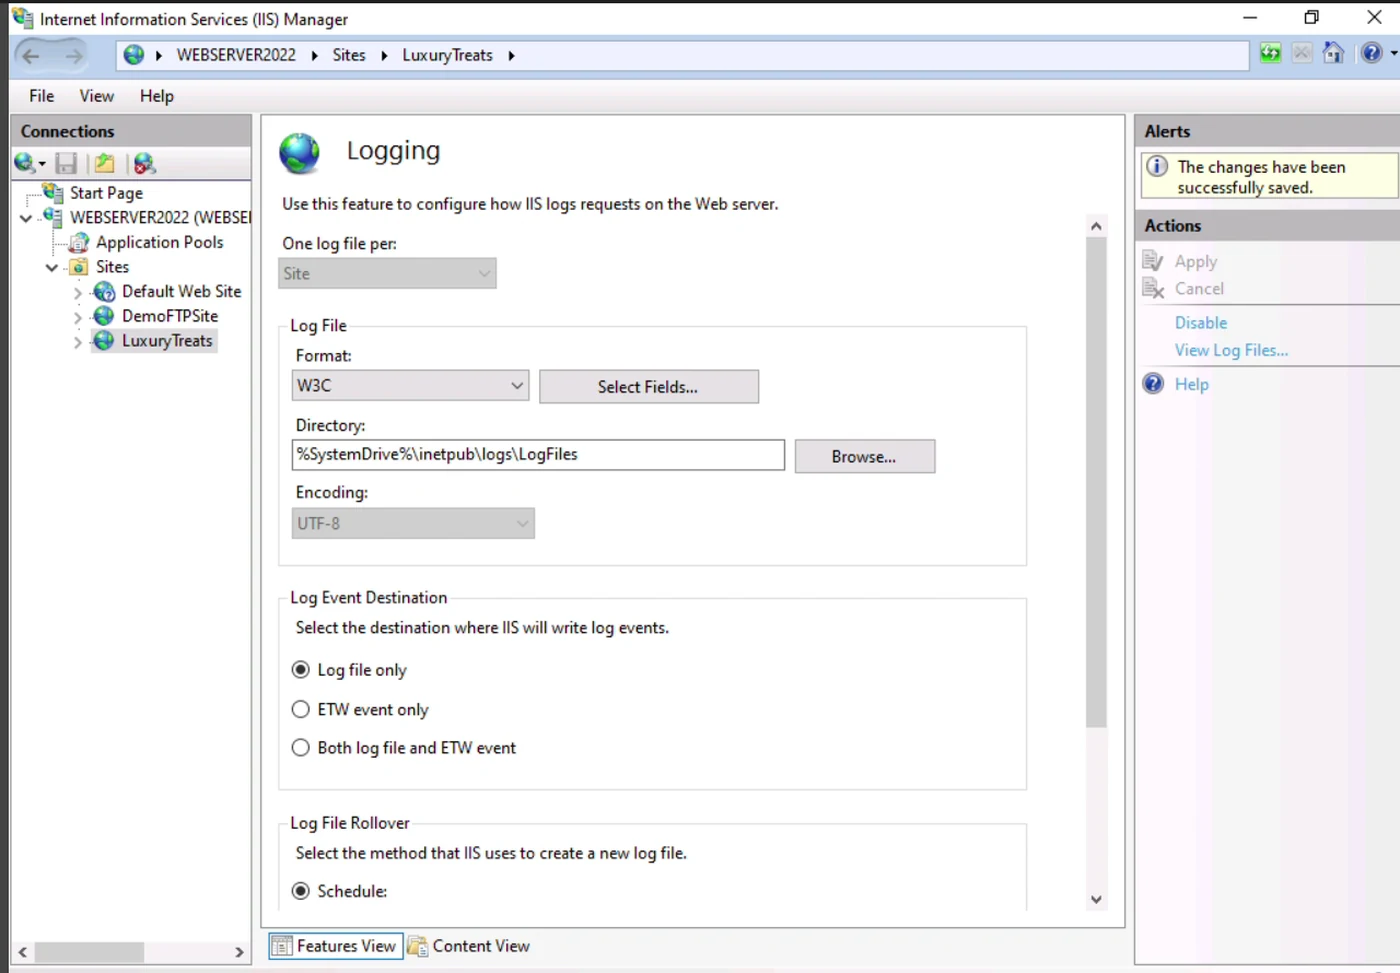 Internet Information Services (IIS) Manager
WEBSERVER2022 Sites LuxuryTreats
File View Help
Connections
Start Page
WEBSERVER2022 (WEBSE
Application Pools
Sites
Default Web Site
DemoFTPSite
LuxuryTreats
Logging
Use this feature to configure how IIS logs requests on the Web server.
One log file per:
Site
Log File
Format:
W3C
Select Fields...
Directory:
%SystemDrive%\inetpub\logs\LogFiles
Browse...
Encoding:
UTF-8
Log Event Destination
Select the destination where IIS will write log events.
Log file only
ETW event only
Both log file and ETW event
Log File Rollover
Select the method that IIS uses to create a new log file.
Schedule:
Features View
Content View
Alerts
The changes have been
successfully saved.
Actions
Apply
Cancel
Disable
View Log Files...
Help